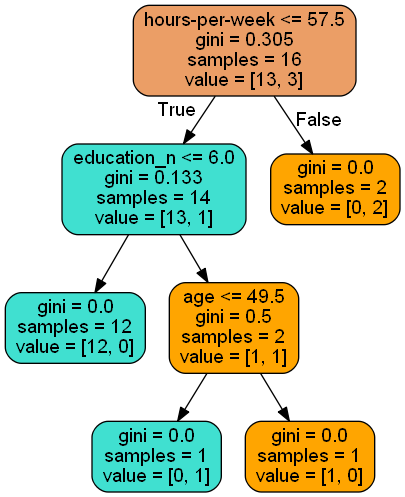 hours-per-week <= 57.5
gini = 0.305
samples = 16
value = [13, 3]
True
False
education_n <= 6.0
gini = 0.133
samples = 14
value = [13, 1]
gini = 0.0
samples = 2
value = [0, 2]
gini = 0.0
samples = 12
value = [12, 0]
age <= 49.5
gini = 0.5
samples = 2
value = [1, 1]
gini = 0.0
samples = 1
value = [0, 1]
gini = 0.0
samples = 1
value = [1, 0]